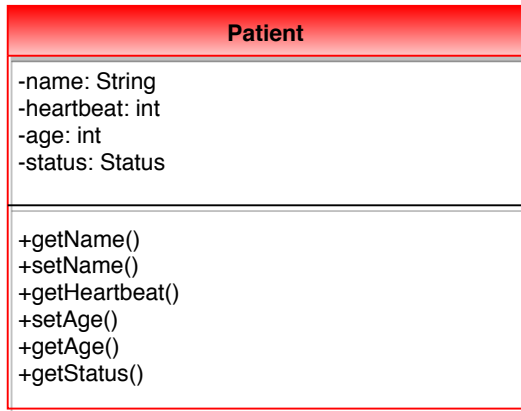 Patient
-name: String
-heartbeat: int
-age: int
-status: Status
+getName()
+setName()
+getHeartbeat()
+setAge()
+getAge()
+getStatus()